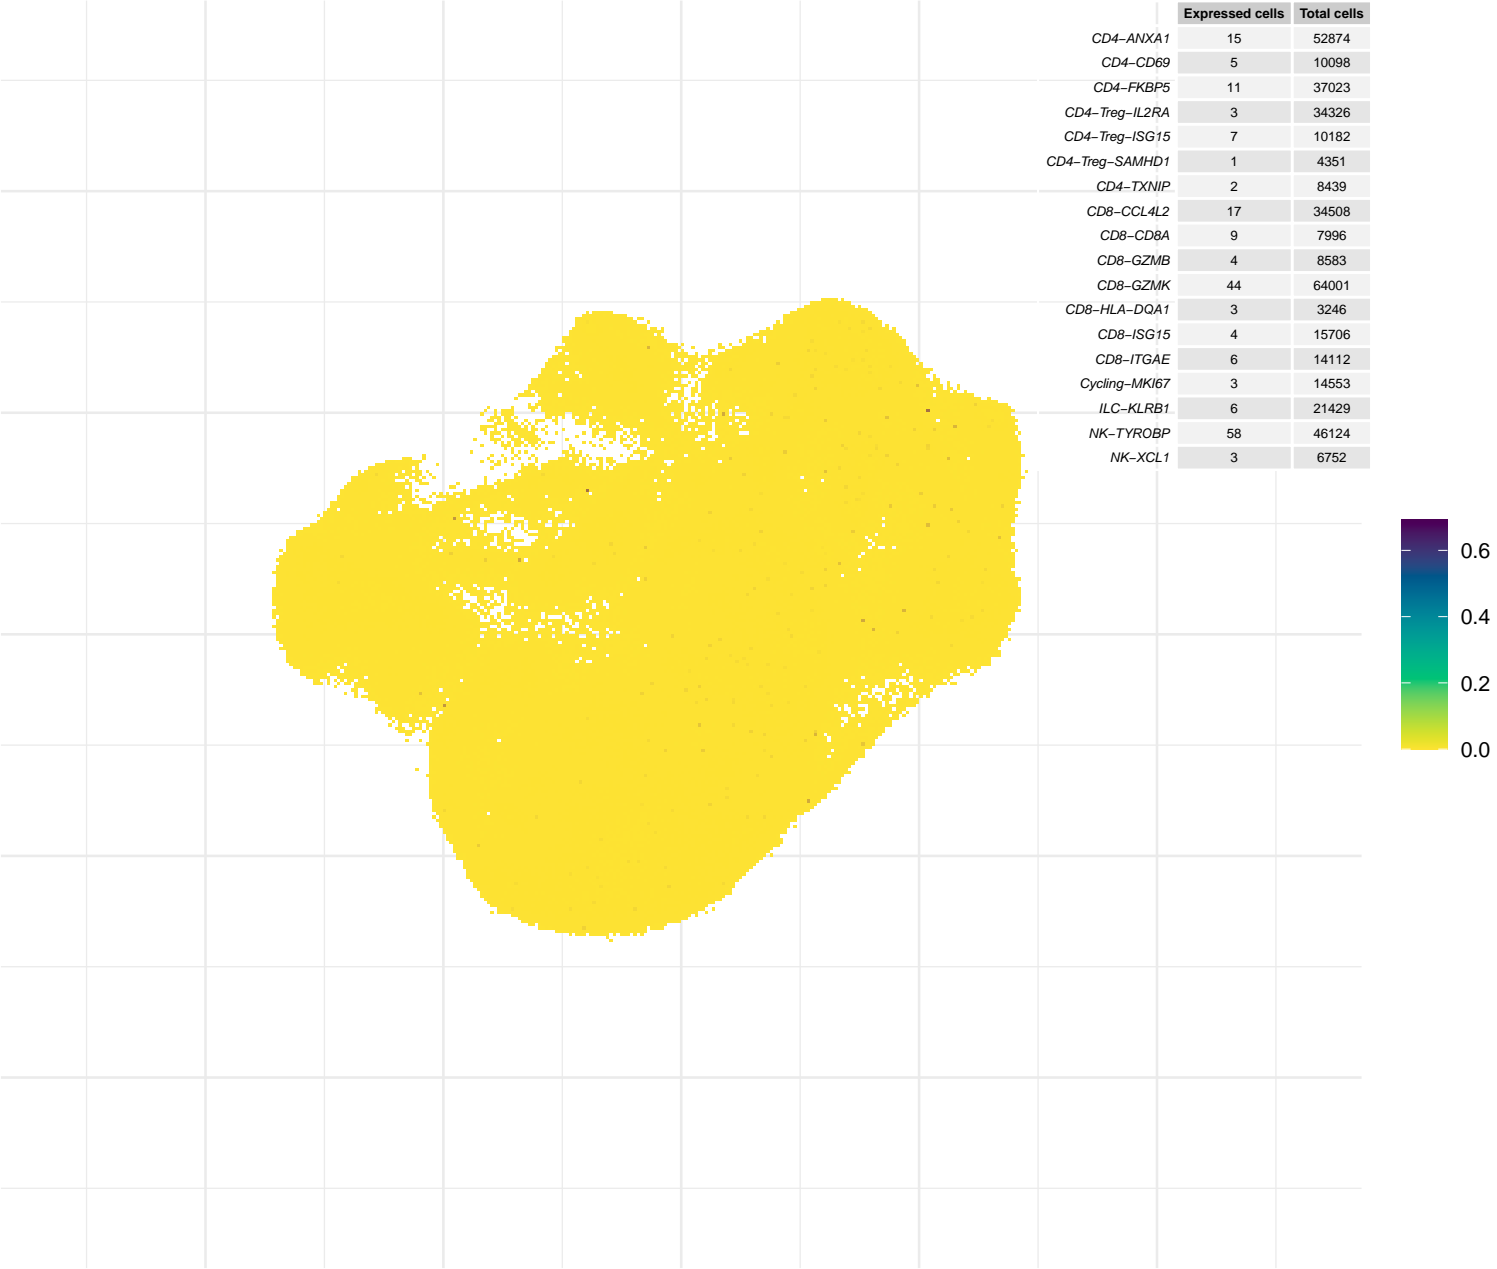 Expressed cells Total cells
CD4−ANXA1 15 52874
CD4−CD69 5 10098
CD4−FKBP5 11 37023
CD4−Treg−IL2RA 3 34326
CD4−Treg−ISG15 7 10182
CD4−Treg−SAMHD1 1 4351
CD4−TXNIP 2 8439
CD8−CCL4L2 17 34508
CD8−CD8A 9 7996
CD8−GZMB 4 8583
CD8−GZMK 44 64001
CD8−HLA−DQA1 3 3246
CD8−ISG15 4 15706
CD8−ITGAE 6 14112
Cycling−MKI67 3 14553
ILC−KLRB1 6 21429
NK−TYROBP 58 46124
NK−XCL1 3 6752
0.6
0.4
0.2
0.0